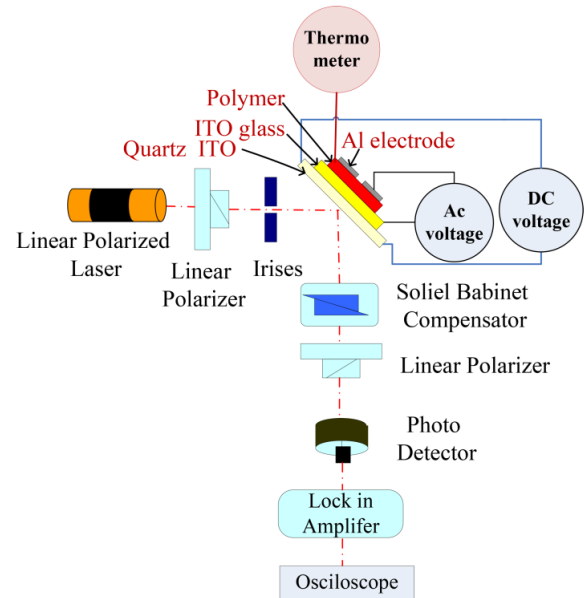 Thermo
meter
Polymer
ITO glass
Al electrode
Quartz ITO
Ac
voltage
DC
voltage
Linear Polarized
Laser
Linear
Polarizer
Irises
Soliel Babinet
Compensator
Linear Polarizer
Photo
Detector
Lock in
Amplifer
Osciloscope